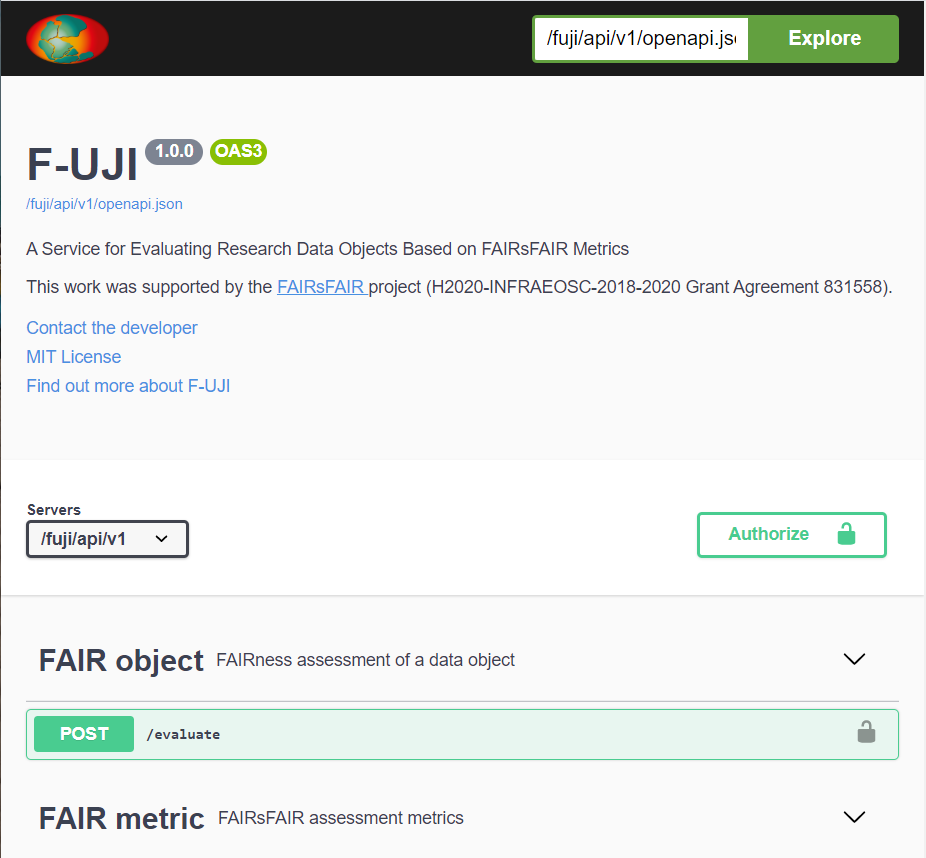 /fuji/api/v1/openapi.js
Explore
F-UJI 1.0.0 OAS3
/fuji/api/v1/openapi.json
A Service for Evaluating Research Data Objects Based on FAIRsFAIR Metrics
This work was supported by the FAIRsFAIR project (H2020-INFRAEOSC-2018-2020 Grant Agreement 831558).
Contact the developer
MIT License
Find out more about F-UJI
Servers
/fuji/api/v1
Authorize
FAIR object FAIRness assessment of a data object
POST /evaluate
FAIR metric FAIRsFAIR assessment metrics